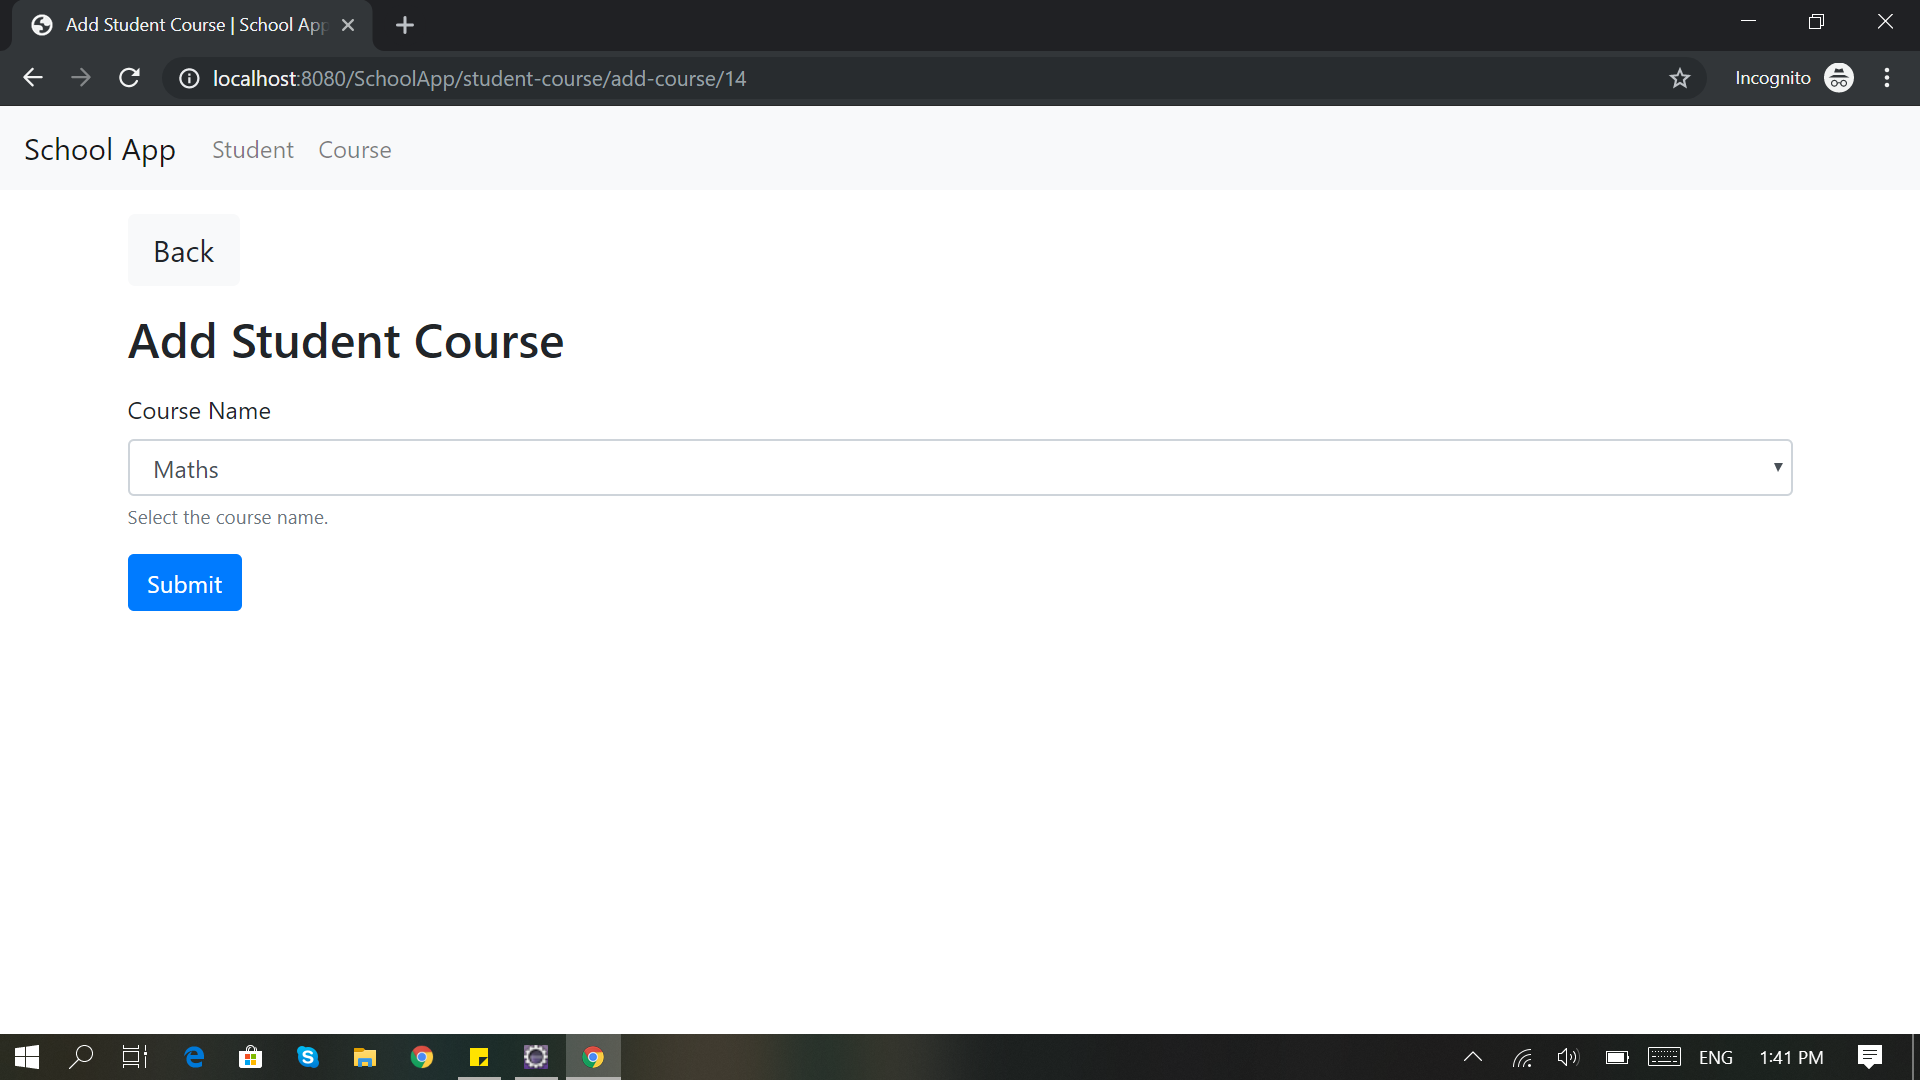 Add Student Course | School App
localhost:8080/SchoolApp/student-course/add-course/14
Incognito
School App
Student
Course
Back
Add Student Course
Course Name
Maths
Select the course name.
Submit
ENG
1:41 PM